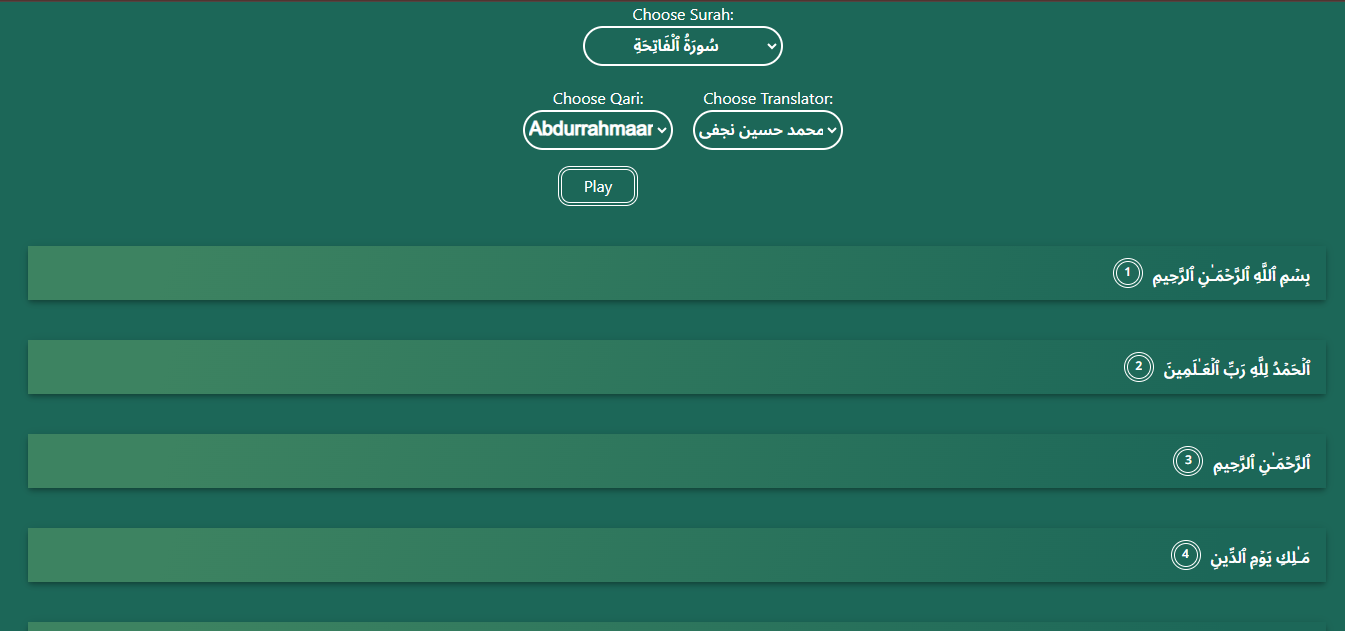 Choose Surah:
سُورَةُ ٱلْفَاتِحَةِ
Choose Qari:
Choose Translator:
Abdurrahmaan
محمد حسین نجفی
Play
بِسْمِ ٱللَّهِ ٱلرَّحْمَـٰنِ ٱلرَّحِيمِ 1
ٱلْحَمْدُ لِلَّهِ رَبِّ ٱلْعَـٰلَمِينَ 2
ٱلرَّحْمَـٰنِ ٱلرَّحِيمِ 3
مَـٰلِكِ يَوْمِ ٱلدِّينِ 4